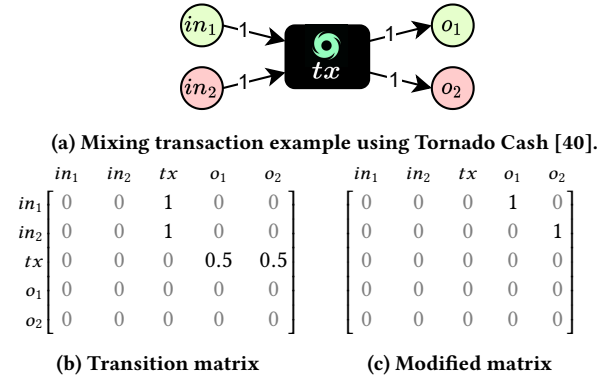 in₁ 1 1 o₁
tx
in₂ 1 1 o₂
(a) Mixing transaction example using Tornado Cash [40].
in₁ in₂ tx o₁ o₂ in₁ in₂ tx o₁ o₂
in₁ 0 0 1 0 0 0 0 0 1 0
in₂ 0 0 1 0 0 0 0 0 0 1
tx 0 0 0 0.5 0.5 0 0 0 0 0
o₁ 0 0 0 0 0 0 0 0 0 0
o₂ 0 0 0 0 0 0 0 0 0 0
(b) Transition matrix (c) Modified matrix